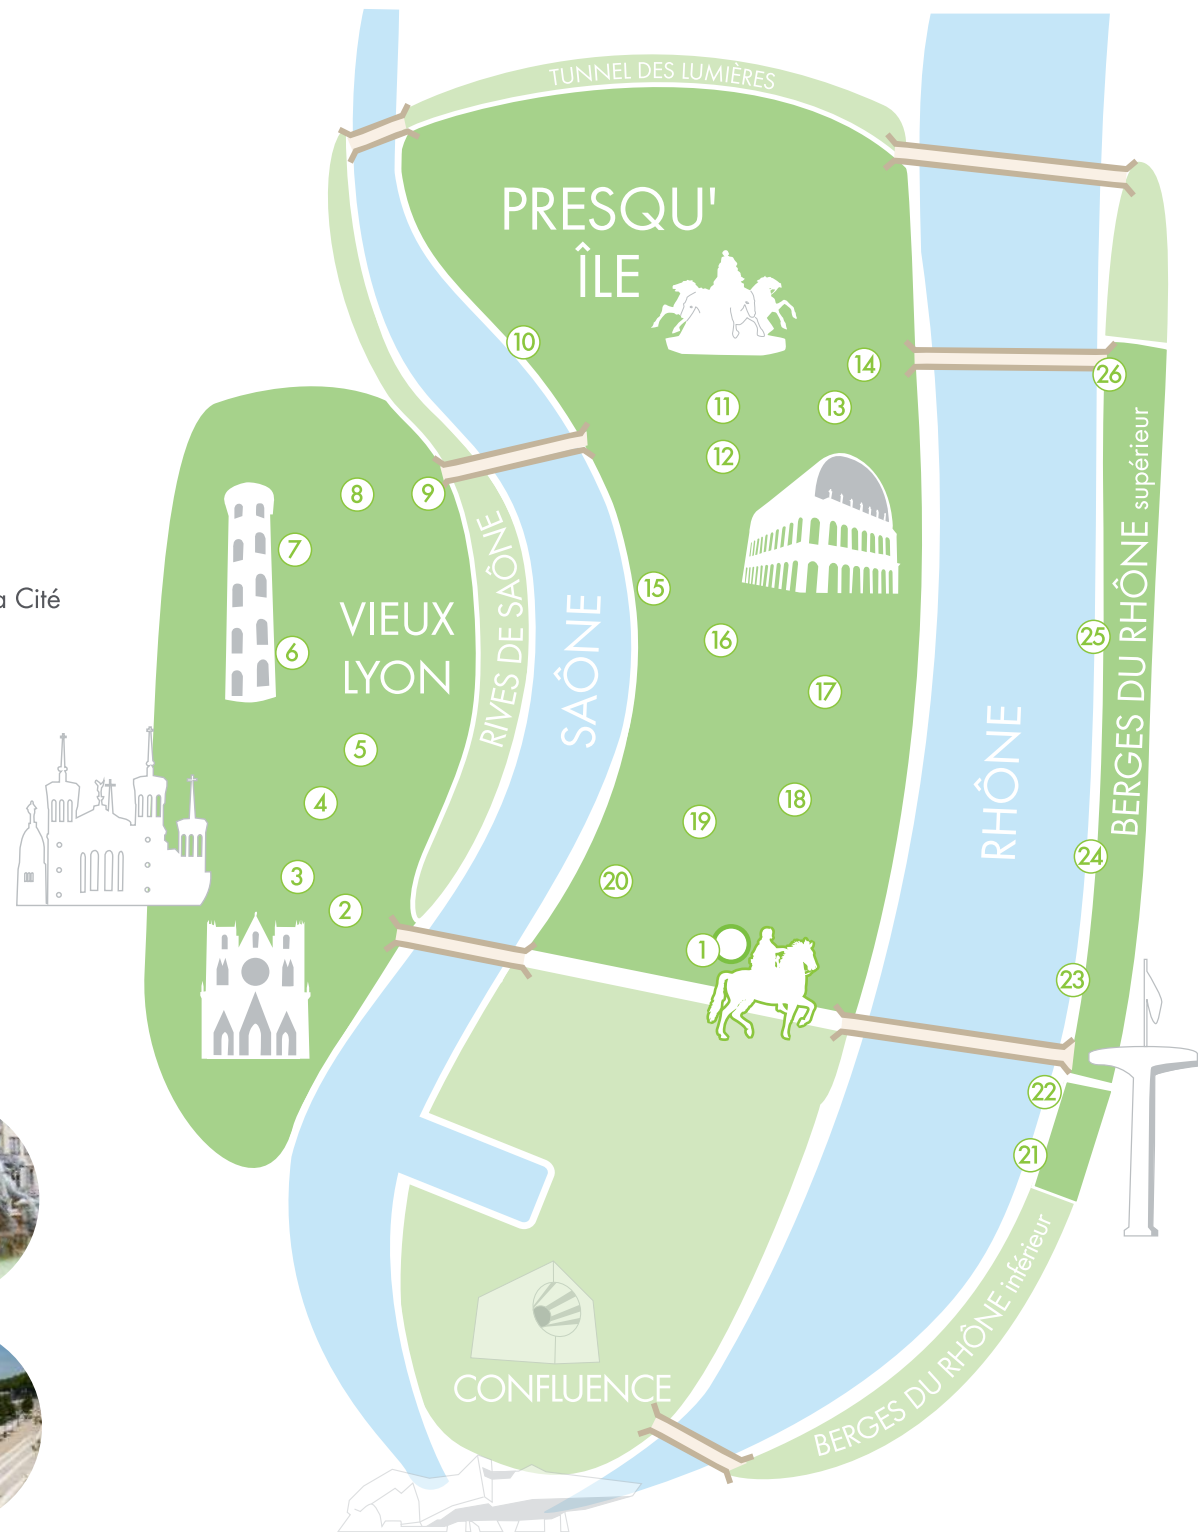 TUNNEL DES LUMIÈRES
PRESQU'
ÎLE
10
14
26
11
13
12
8
9
7
a Cité
15
VIEUX
LYON
6
16
25
17
RIVES DE SAÔNE
SAÔNE
BERGES DU RHÔNE supérieur
RHÔNE
5
4
18
19
24
3
20
2
1
23
22
21
BERGES DU RHÔNE inférieur
CONFLUENCE